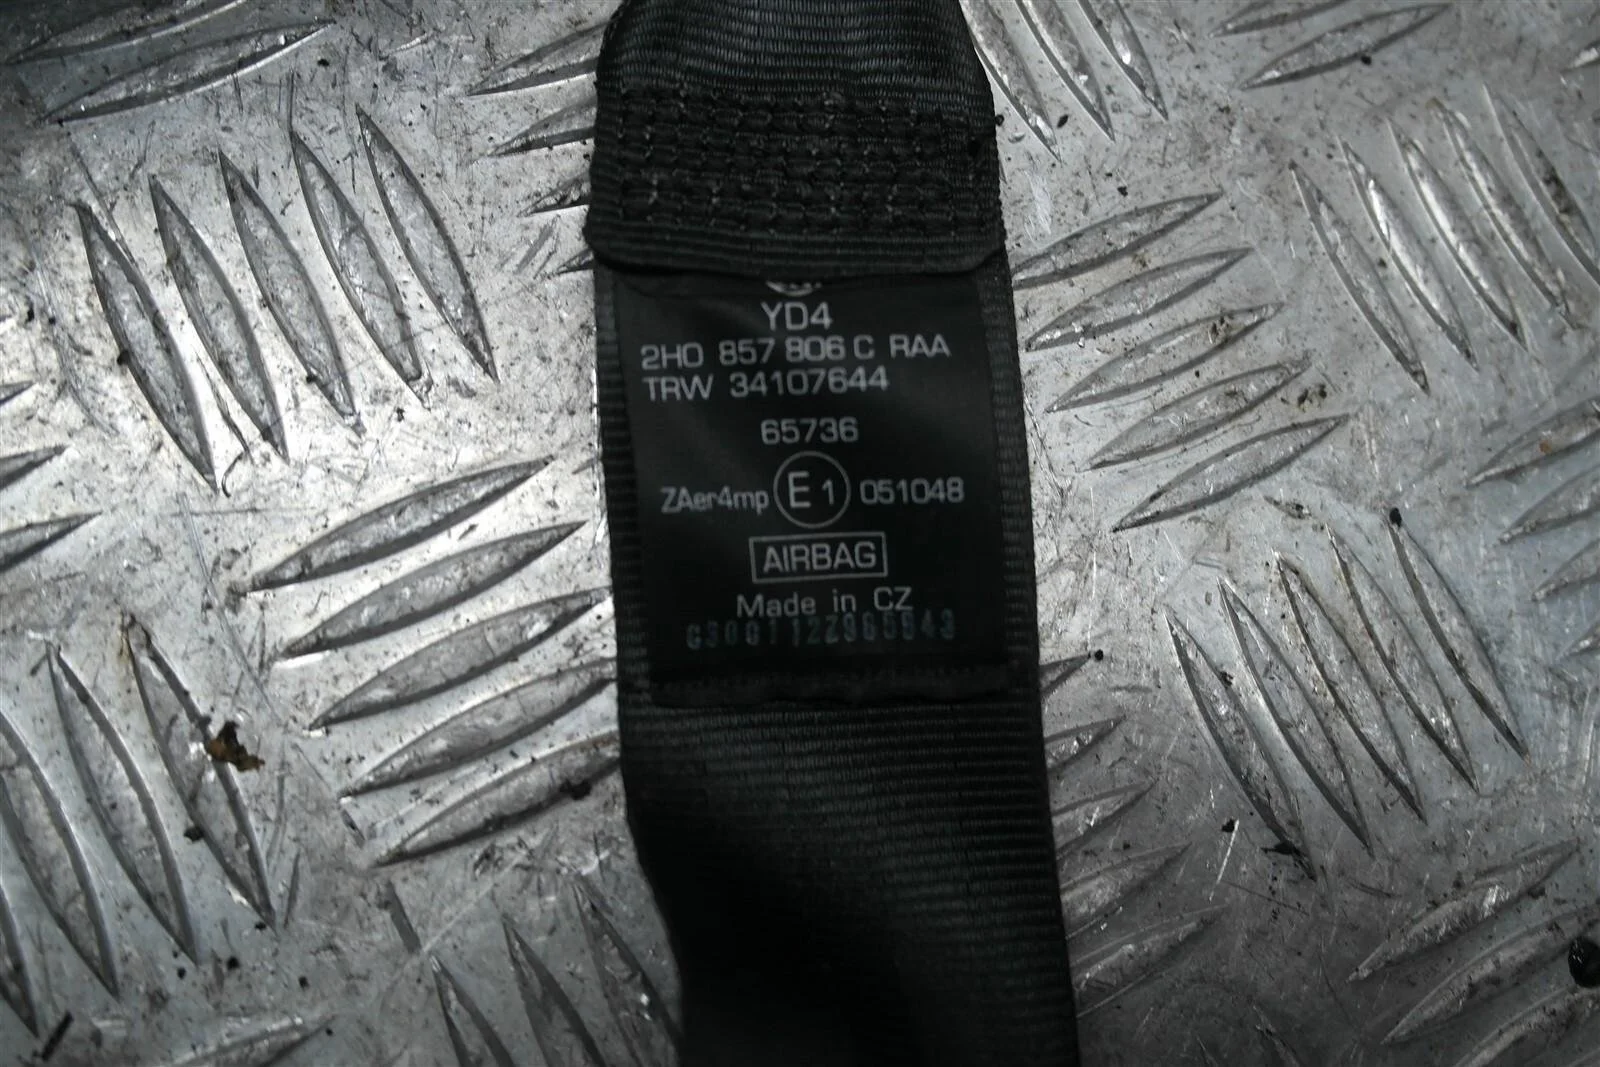 YD4
2H0 857 806 C RAA
TRW 34107644
65736
ZAer4mp E1 051048
AIRBAG
Made in CZ